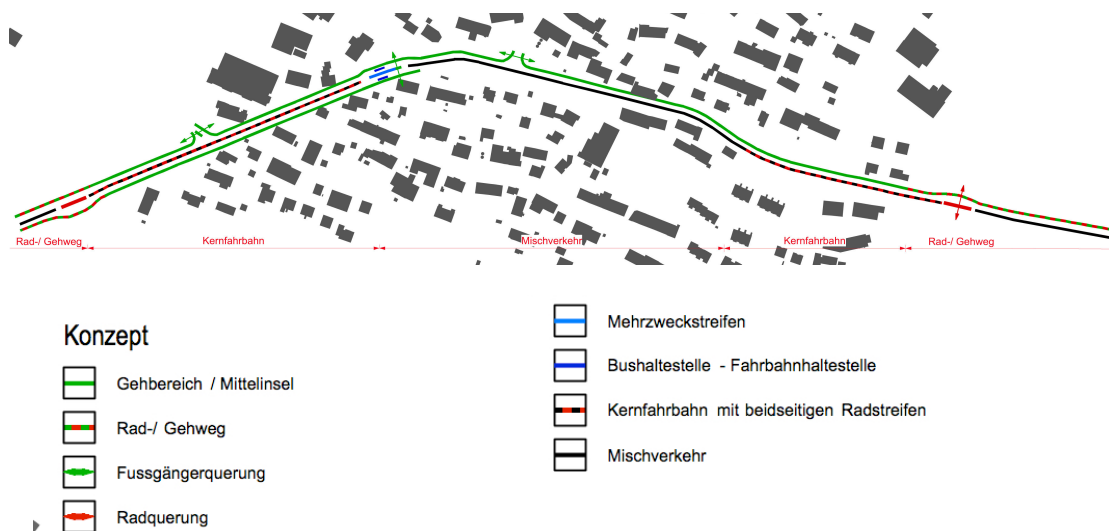 Rad-/ Gehweg
Kernfahrbahn
Mischverkehr
Kernfahrbahn
Rad-/ Gehweg
Konzept
Gehbereich / Mittelinsel
Rad-/ Gehweg
Fussgängerquerung
Radquerung
Mehrzweckstreifen
Bushaltestelle - Fahrbahnhaltestelle
Kernfahrbahn mit beidseitigen Radstreifen
Mischverkehr